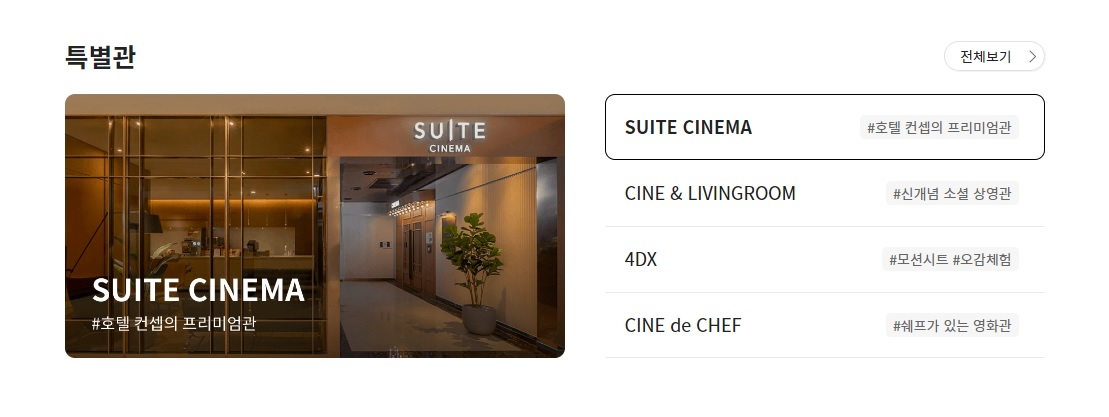 특별관
전체보기
SUITE
CINEMA
SUITE CINEMA
#호텔 컨셉의 프리미엄관
SUITE CINEMA
#호텔 컨셉의 프리미엄관
CINE & LIVINGROOM
#신개념 소셜 상영관
4DX
#모션시트 #오감체험
CINE de CHEF
#쉐프가 있는 영화관